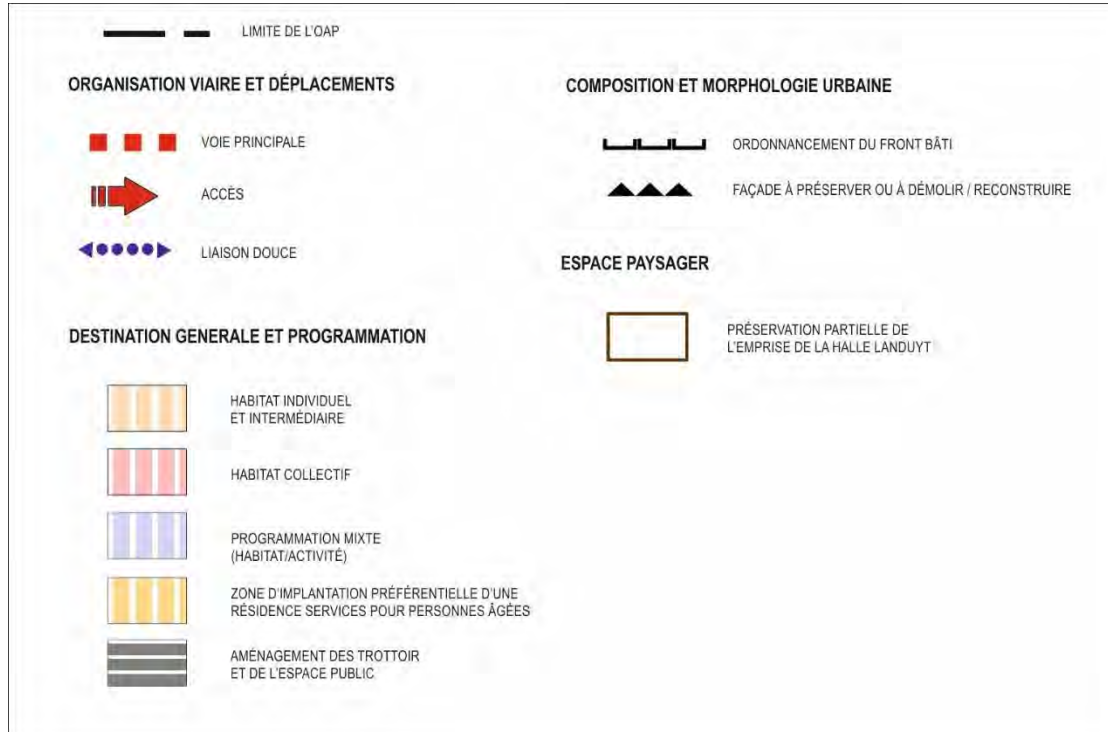 LIMITE DE L'OAP
ORGANISATION VIAIRE ET DÉPLACEMENTS
VOIE PRINCIPALE
ACCÈS
LIAISON DOUCE
DESTINATION GENERALE ET PROGRAMMATION
HABITAT INDIVIDUEL
ET INTERMÉDIAIRE
HABITAT COLLECTIF
PROGRAMMATION MIXTE
(HABITAT/ACTIVITÉ)
ZONE D'IMPLANTATION PRÉFÉRENTIELLE D'UNE
RÉSIDENCE SERVICES POUR PERSONNES ÂGÉES
AMÉNAGEMENT DES TROTTOIR
ET DE L'ESPACE PUBLIC
COMPOSITION ET MORPHOLOGIE URBAINE
ORDONNANCEMENT DU FRONT BÂTI
FAÇADE À PRÉSERVER OU À DÉMOLIR / RECONSTRUIRE
ESPACE PAYSAGER
PRÉSERVATION PARTIELLE DE
L'EMPRISE DE LA HALLE LANDUYT